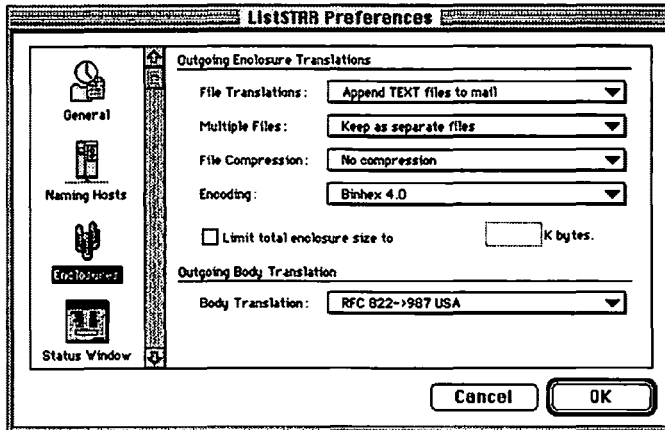 ListSTAR Preferences
General
Naming Hosts
Enclosures
Status Window
Outgoing Enclosure Translations
File Translations: Append TEXT files to mail
Multiple Files: Keep as separate files
File Compression: No compression
Encoding: Binhex 4.0
Limit total enclosure size to K bytes.
Outgoing Body Translation
Body Translation: RFC 822->987 USA
Cancel OK